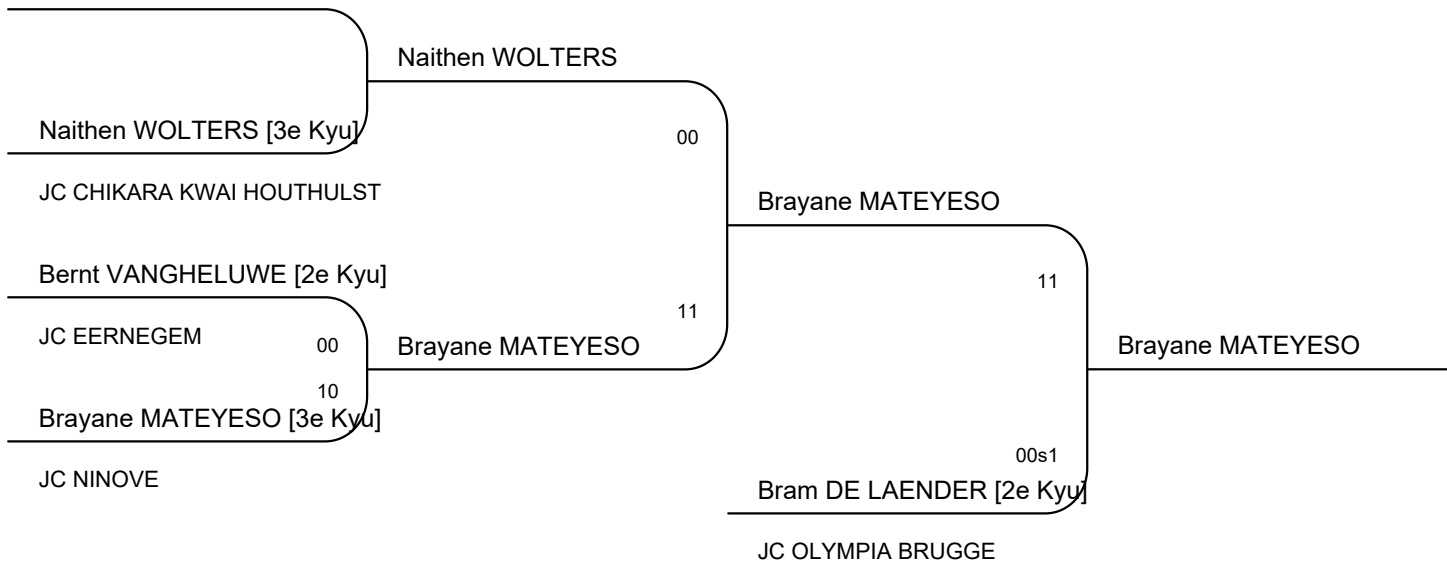 Naithen WOLTERS
Naithen WOLTERS [3e Kyu]
00
JC CHIKARA KWAI HOUTHULST
Brayane MATEYESO
Bernt VANGHELUWE [2e Kyu]
11
11
JC EERNEGEM
00
Brayane MATEYESO
Brayane MATEYESO
10
Brayane MATEYESO [3e Kyu]
00s1
JC NINOVE
Bram DE LAENDER [2e Kyu]
JC OLYMPIA BRUGGE